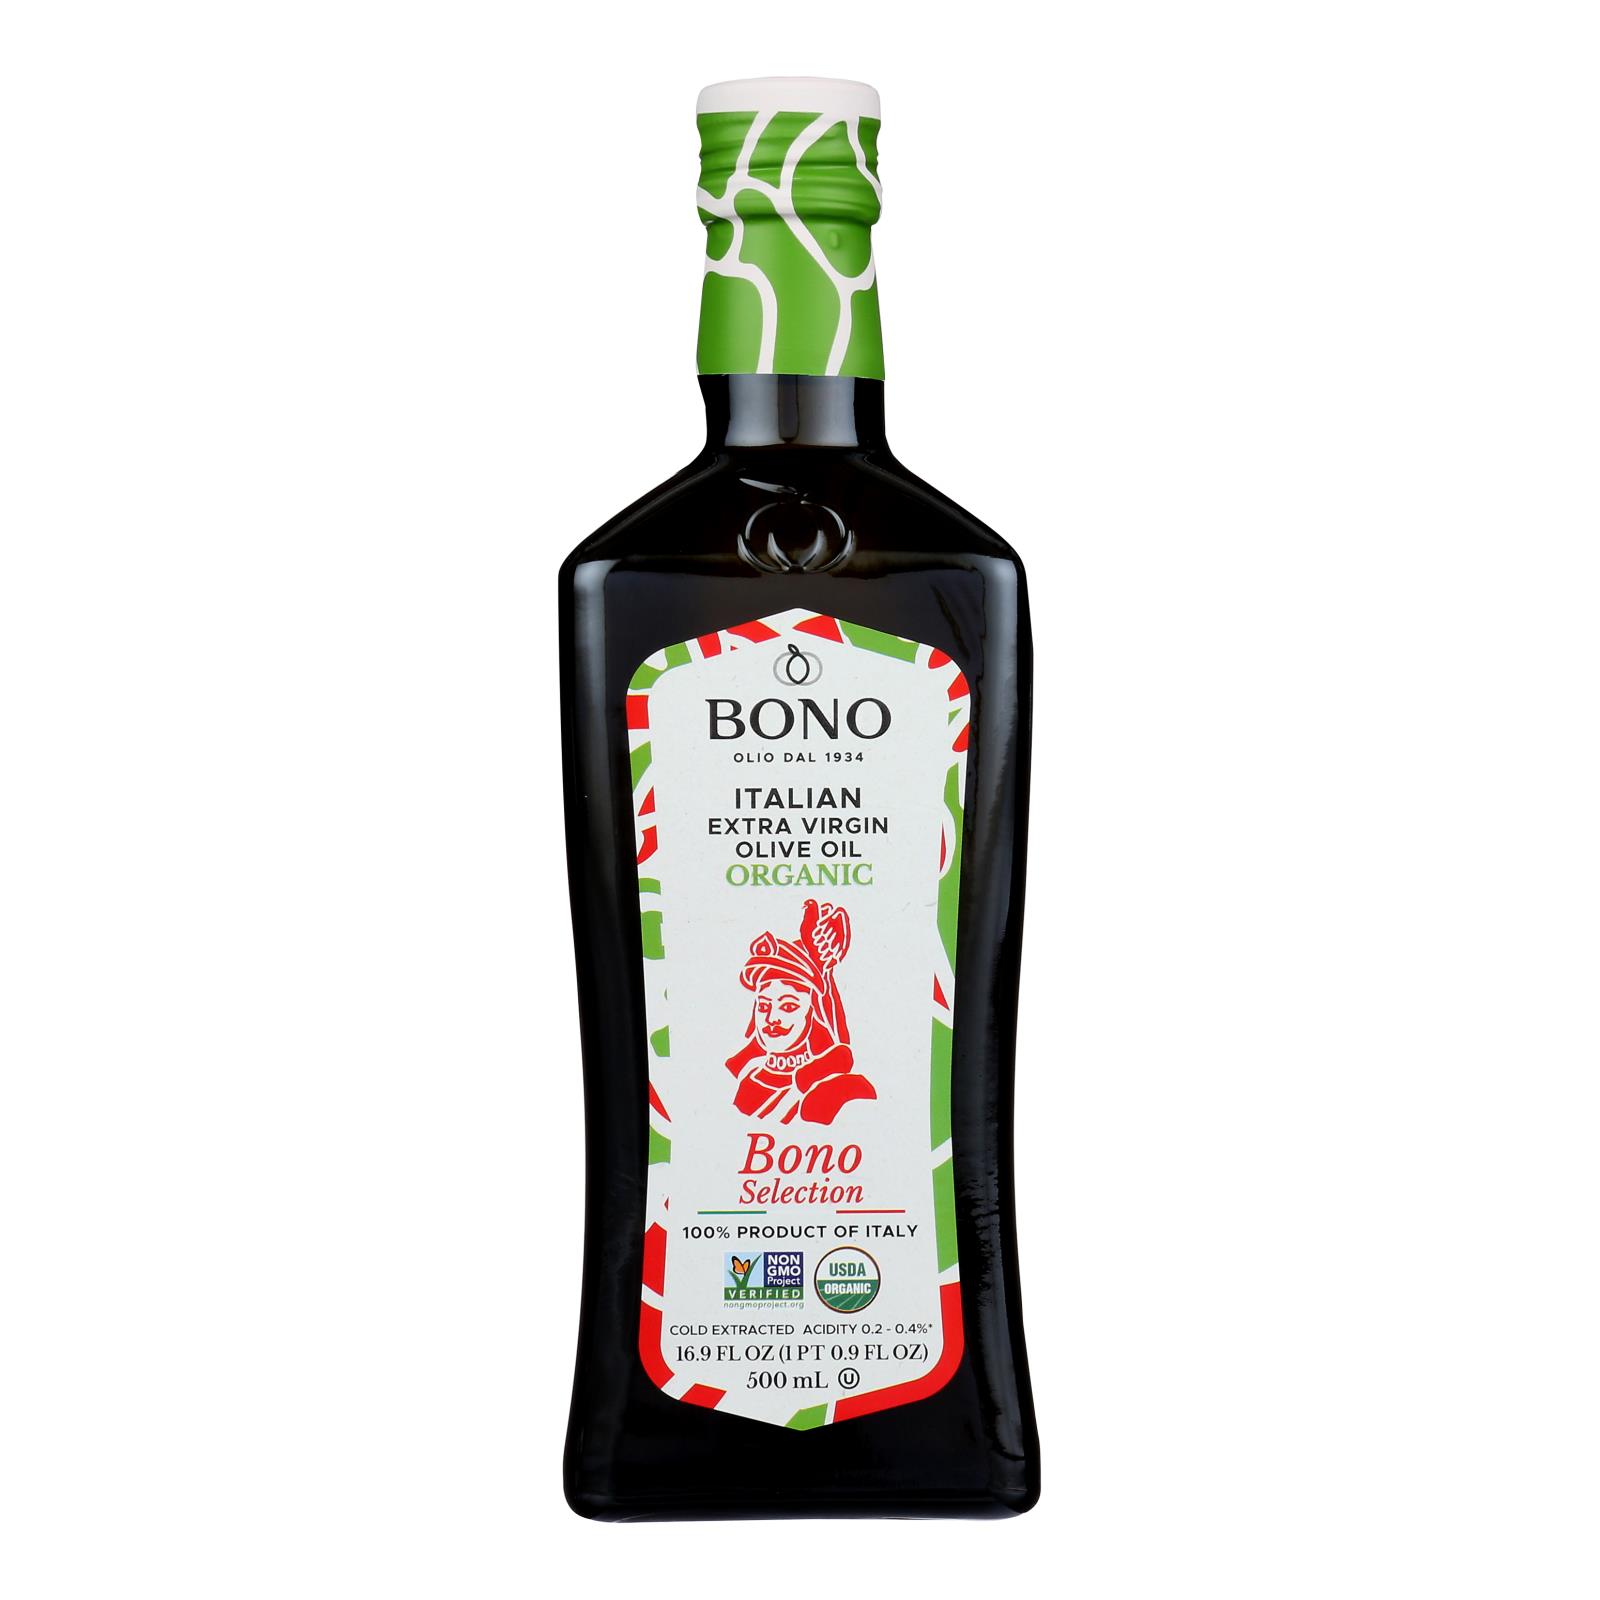 BONO
OLIO DAL 1934
ITALIAN
EXTRA VIRGIN
OLIVE OIL
ORGANIC
Bono
Selection
100% PRODUCT OF ITALY
NON
GMO
Project
VERIFIED
nongmoproject.org
USDA
ORGANIC
COLD EXTRACTED ACIDITY 0.2 - 0.4%*
16.9 FL OZ (1 PT 0.9 FL OZ)
500 mL U